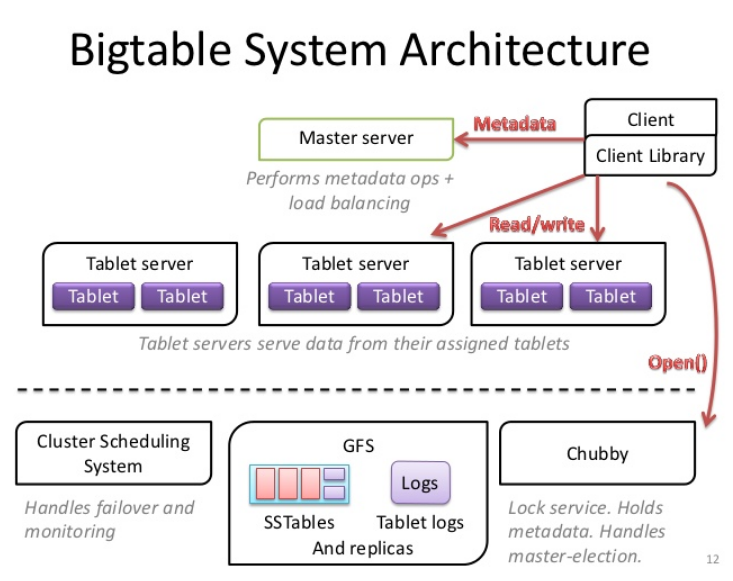 Bigtable System Architecture
Client
Client Library
Metadata
Master server
Performs metadata ops +
load balancing
Read/write
Tablet server
Tablet Tablet
Tablet server
Tablet Tablet
Tablet server
Tablet Tablet
Tablet servers serve data from their assigned tablets
Open()
Cluster Scheduling
System
Handles failover and
monitoring
GFS
Logs
SSTables
Tablet logs
And replicas
Chubby
Lock service. Holds
metadata. Handles
master-election.
12